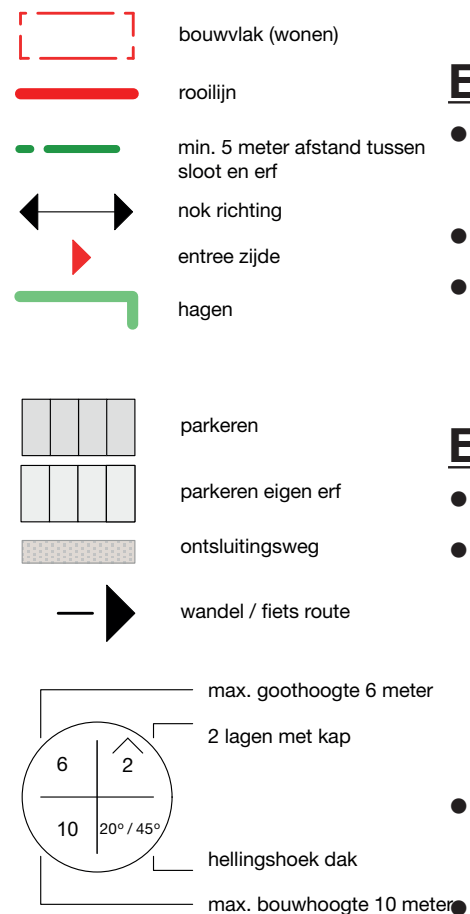 bouwvlak (wonen)
E
rooilijn
min. 5 meter afstand tussen
sloot en erf
nok richting
entree zijde
hagen
parkeren
E
parkeren eigen erf
ontsluitingsweg
wandel / fiets route
max. goothoogte 6 meter
2 lagen met kap
6
2
10
20º / 45º
hellingshoek dak
max. bouwhoogte 10 meter